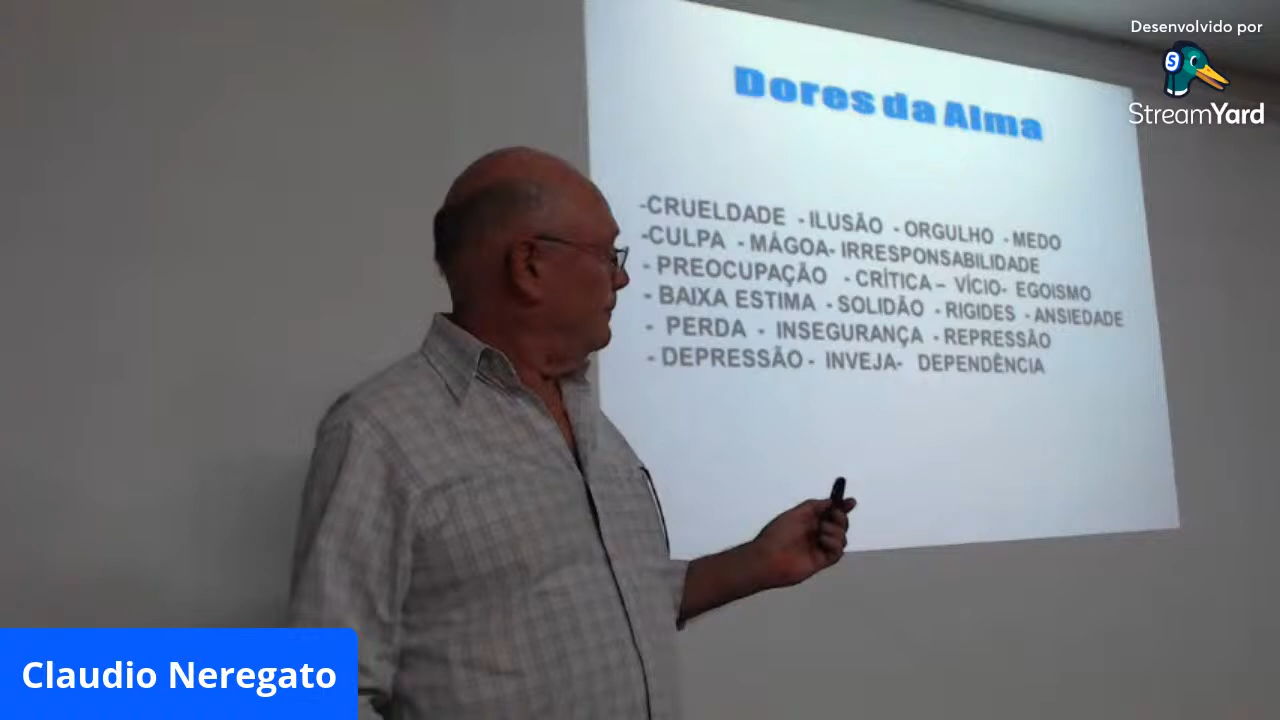 Desenvolvido por
StreamYard
Dores da Alma
-CRUELDADE -ILUSÃO -ORGULHO -MEDO
-CULPA -MÁGOA- IRRESPONSABILIDADE
- PREOCUPAÇÃO -CRÍTICA– VÍCIO- EGOISMO
- BAIXA ESTIMA -SOLIDÃO -RIGIDES -ANSIEDADE
- PERDA - INSEGURANÇA -REPRESSÃO
- DEPRESSÃO- INVEJA- DEPENDÊNCIA
Claudio Neregato